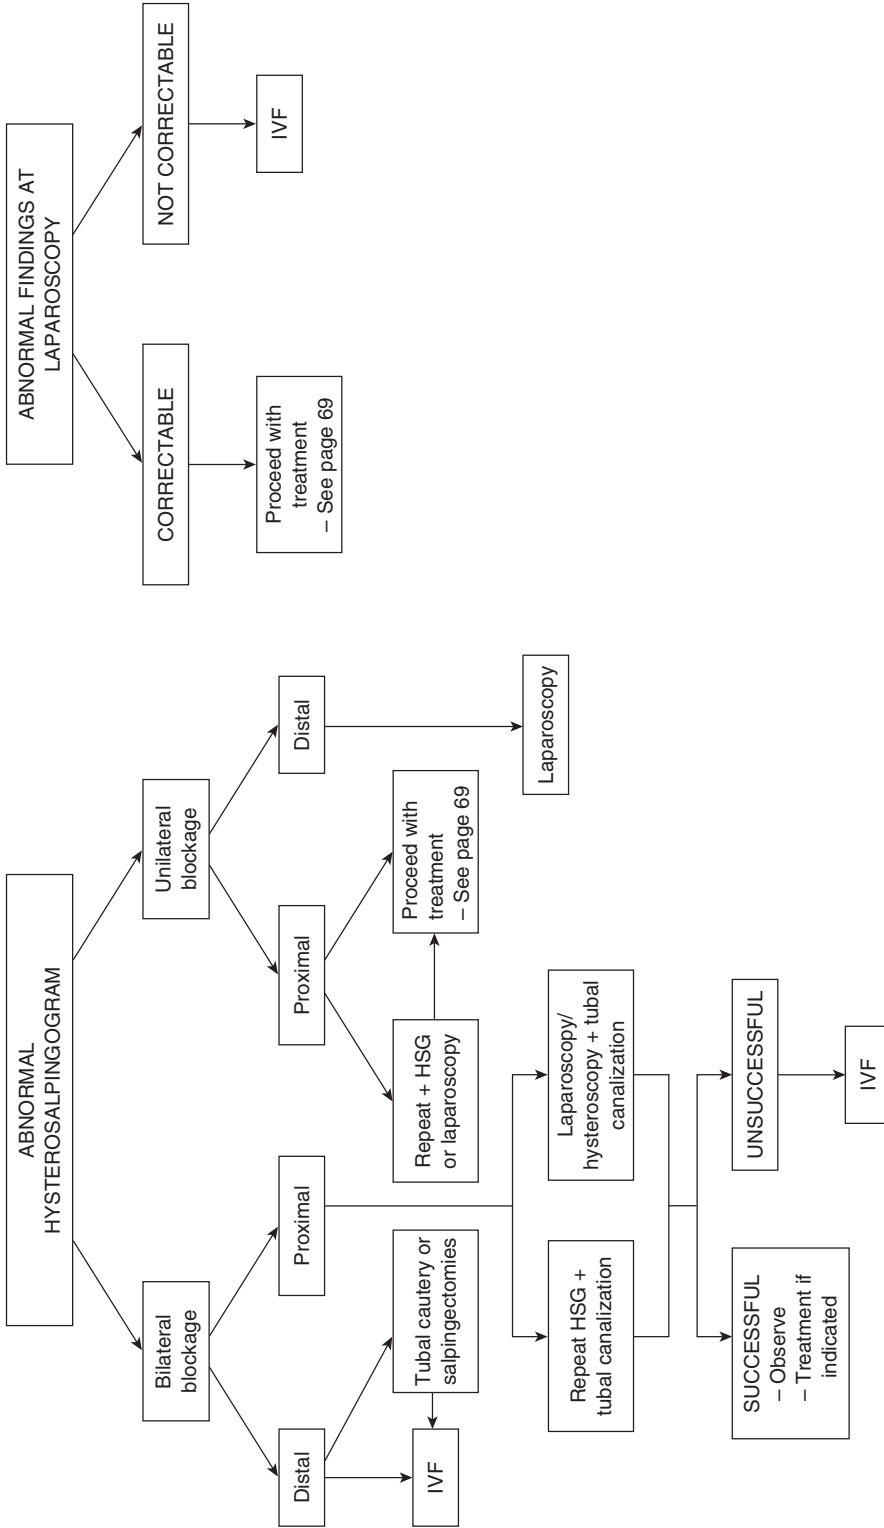 ABNORMAL
HYSTEROSALPINGOGRAM
Bilateral
blockage
Unilateral
blockage
Distal
Proximal
Proximal
Distal
IVF
Tubal cautery or
salpingectomies
Repeat + HSG
or laparoscopy
Proceed with
treatment
– See page 69
Laparoscopy
Repeat HSG +
tubal canalization
Laparoscopy/
hysteroscopy + tubal
canalization
SUCCESSFUL
– Observe
– Treatment if
indicated
UNSUCCESSFUL
IVF
ABNORMAL FINDINGS AT
LAPAROSCOPY
CORRECTABLE
NOT CORRECTABLE
Proceed with
treatment
– See page 69
IVF